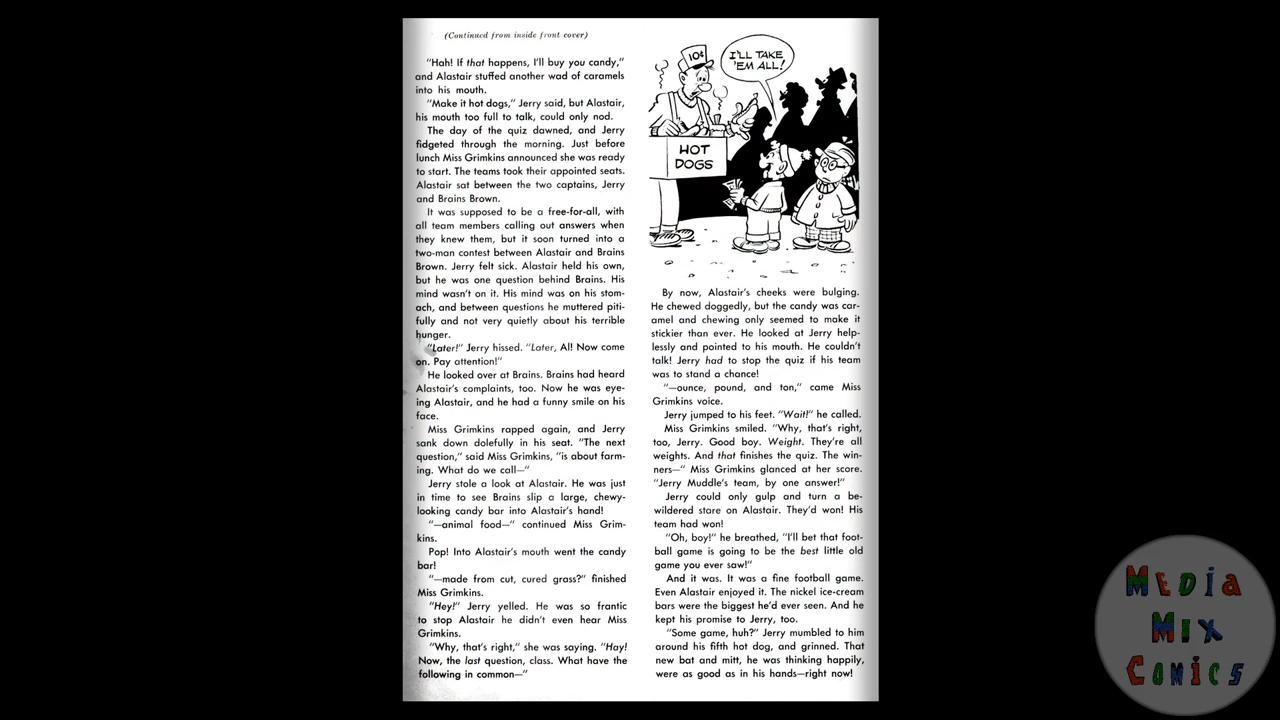 (Continued from inside front cover)
"Hah! If that happens, I'll buy you candy,"
and Alastair stuffed another wad of caramels
into his mouth.
"Make it hot dogs," Jerry said, but Alastair,
his mouth too full to talk, could only nod.
The day of the quiz dawned, and Jerry
fidgeted through the morning. Just before
lunch Miss Grimkins announced she was ready
to start. The teams took their appointed seats.
Alastair sat between the two captains, Jerry
and Brains Brown.
It was supposed to be a free-for-all, with
all team members calling out answers when
they knew them, but it soon turned into a
two-man contest between Alastair and Brains
Brown. Jerry felt sick. Alastair held his own,
but he was one question behind Brains. His
mind wasn't on it. His mind was on his stom-
ach, and between questions he muttered piti-
fully and not very quietly about his terrible
hunger.
"Later!" Jerry hissed. "Later, Al! Now come
on. Pay attention!"
He looked over at Brains. Brains had heard
Alastair's complaints, too. Now he was eye-
ing Alastair, and he had a funny smile on his
face.
Miss Grimkins rapped again, and Jerry
sank down dolefully in his seat. "The next
question," said Miss Grimkins, "is about farm-
ing. What do we call—"
Jerry stole a look at Alastair. He was just
in time to see Brains slip a large, chewy-
looking candy bar into Alastair's hand!
"—animal food—" continued Miss Grim-
kins.
Pop! Into Alastair's mouth went the candy
bar!
"—made from cut, cured grass?" finished
Miss Grimkins.
"Hey!" Jerry yelled. He was so frantic
to stop Alastair he didn't even hear Miss
Grimkins.
"Why, that's right," she was saying. "Hay!
Now, the last question, class. What have the
following in common—"
10¢
I'LL TAKE
'EM ALL!
HOT
DOGS
By now, Alastair's cheeks were bulging.
He chewed doggedly, but the candy was car-
amel and chewing only seemed to make it
stickier than ever. He looked at Jerry help-
lessly and pointed to his mouth. He couldn't
talk! Jerry had to stop the quiz if his team
was to stand a chance!
"—ounce, pound, and ton," came Miss
Grimkins voice.
Jerry jumped to his feet. "Wait!" he called.
Miss Grimkins smiled. "Why, that's right,
too, Jerry. Good boy. Weight. They're all
weights. And that finishes the quiz. The win-
ners—" Miss Grimkins glanced at her score.
"Jerry Muddle's team, by one answer!"
Jerry could only gulp and turn a be-
wildered stare on Alastair. They'd won! His
team had won!
"Oh, boy!" he breathed, "I'll bet that foot-
ball game is going to be the best little old
game you ever saw!"
And it was. It was a fine football game.
Even Alastair enjoyed it. The nickel ice-cream
bars were the biggest he'd ever seen. And he
kept his promise to Jerry, too.
"Some game, huh?" Jerry mumbled to him
around his fifth hot dog, and grinned. That
new bat and mitt, he was thinking happily,
were as good as in his hands—right now!
MEDiA
MiX
COMiCS